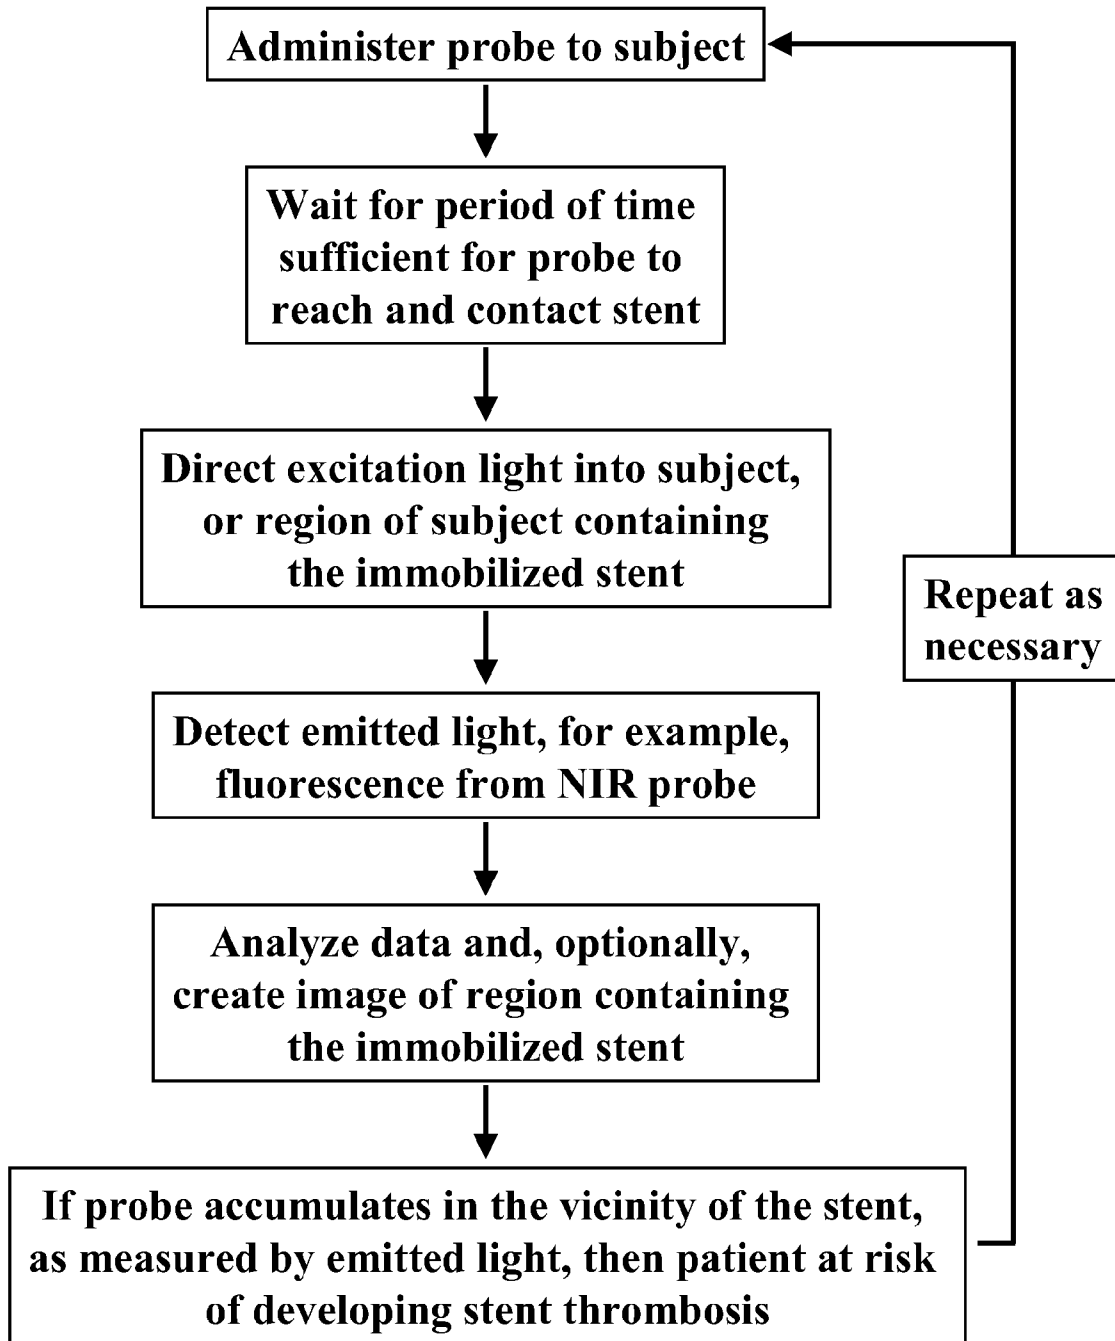 Administer probe to subject
Wait for period of time
sufficient for probe to
reach and contact stent
Direct excitation light into subject,
or region of subject containing
the immobilized stent
Repeat as
necessary
Detect emitted light, for example,
fluorescence from NIR probe
Analyze data and, optionally,
create image of region containing
the immobilized stent
If probe accumulates in the vicinity of the stent,
as measured by emitted light, then patient at risk
of developing stent thrombosis